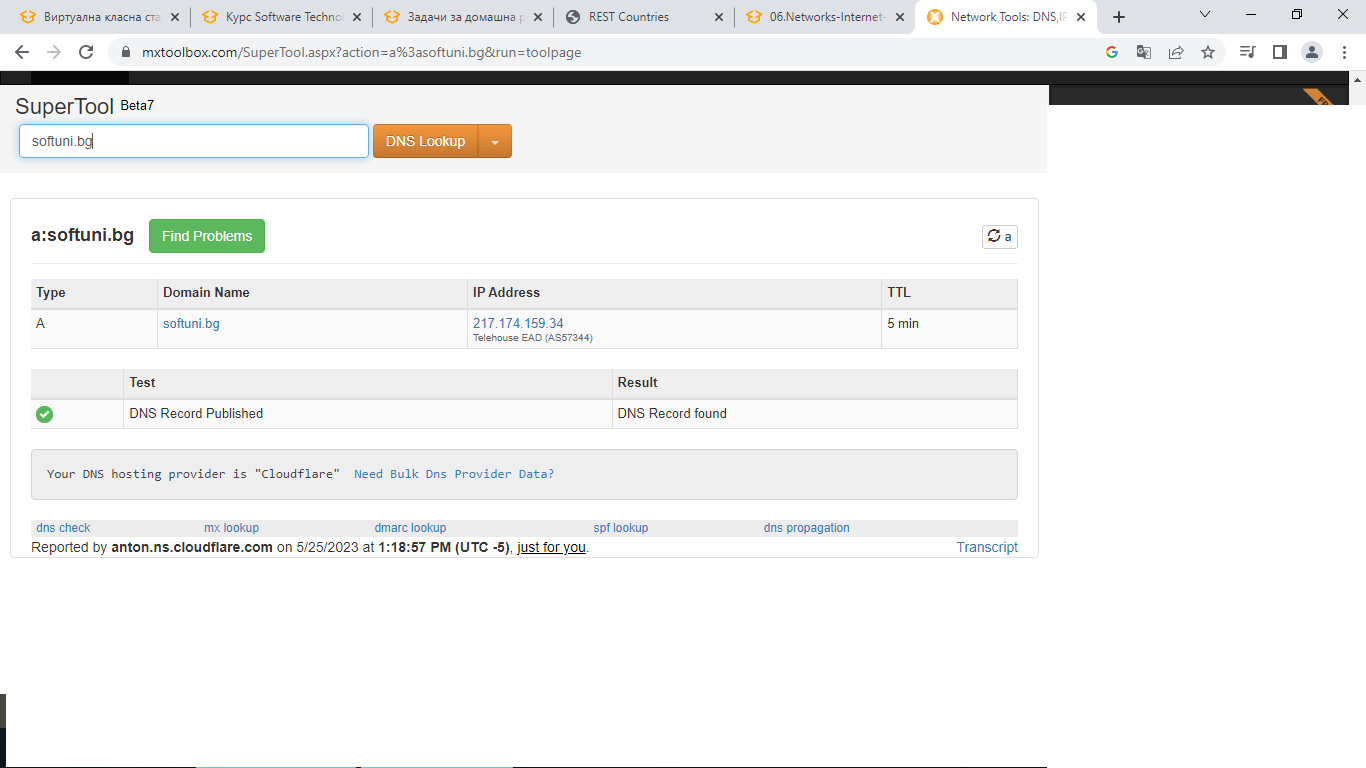 Виртуална класна ста
Курс Software Technol
Задачи за домашна р
REST Countries
06.Networks-Internet-
Network Tools: DNS,IP
mxtoolbox.com/SuperTool.aspx?action=a%3asoftuni.bg&run=toolpage
SuperTool Beta7
softuni.bg DNS Lookup
a:softuni.bg Find Problems a
Type Domain Name IP Address TTL
A softuni.bg 217.174.159.34 5 min
Telehouse EAD (AS57344)
Test Result
DNS Record Published DNS Record found
Your DNS hosting provider is "Cloudflare" Need Bulk Dns Provider Data?
dns check mx lookup dmarc lookup spf lookup dns propagation
Reported by anton.ns.cloudflare.com on 5/25/2023 at 1:18:57 PM (UTC -5), just for you. Transcript